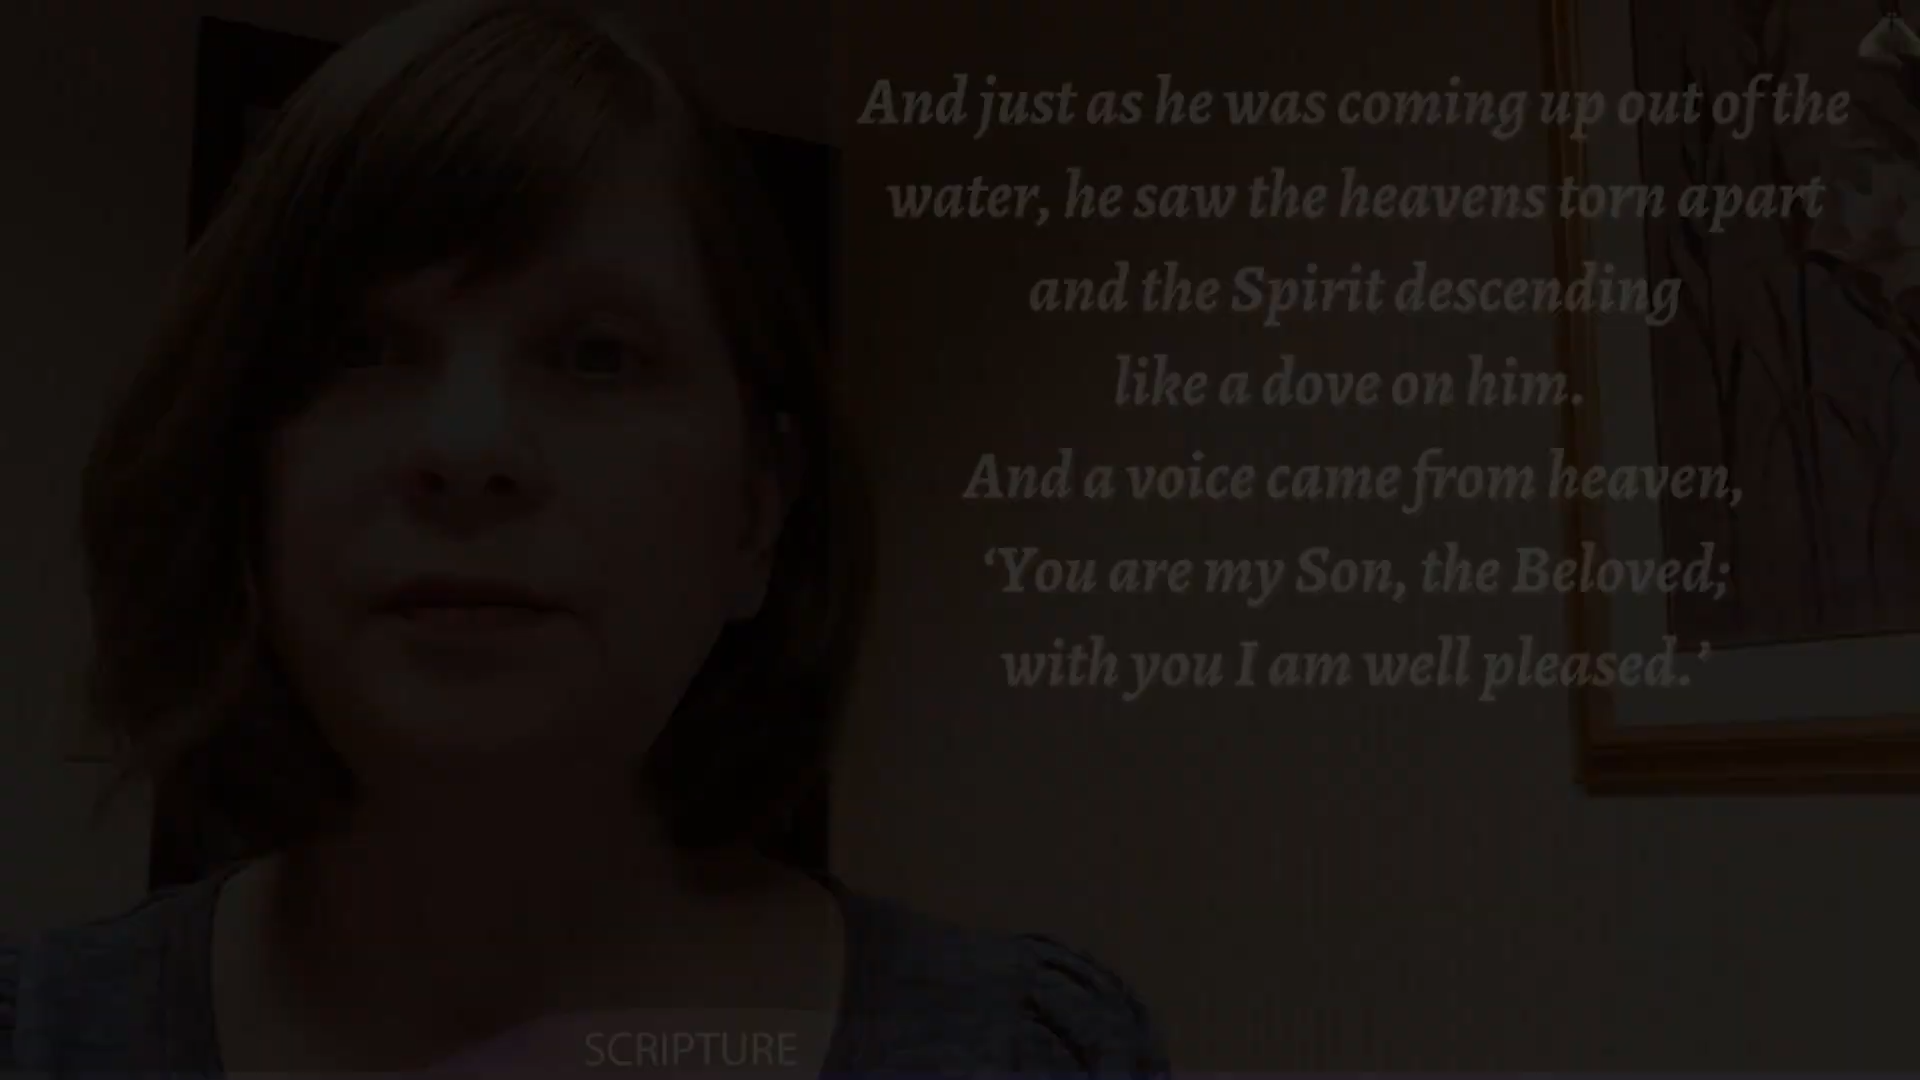 And just as he was coming up out of the
water, he saw the heavens torn apart
and the Spirit descending
like a dove on him.
And a voice came from heaven,
‘You are my Son, the Beloved;
with you I am well pleased.’
SCRIPTURE